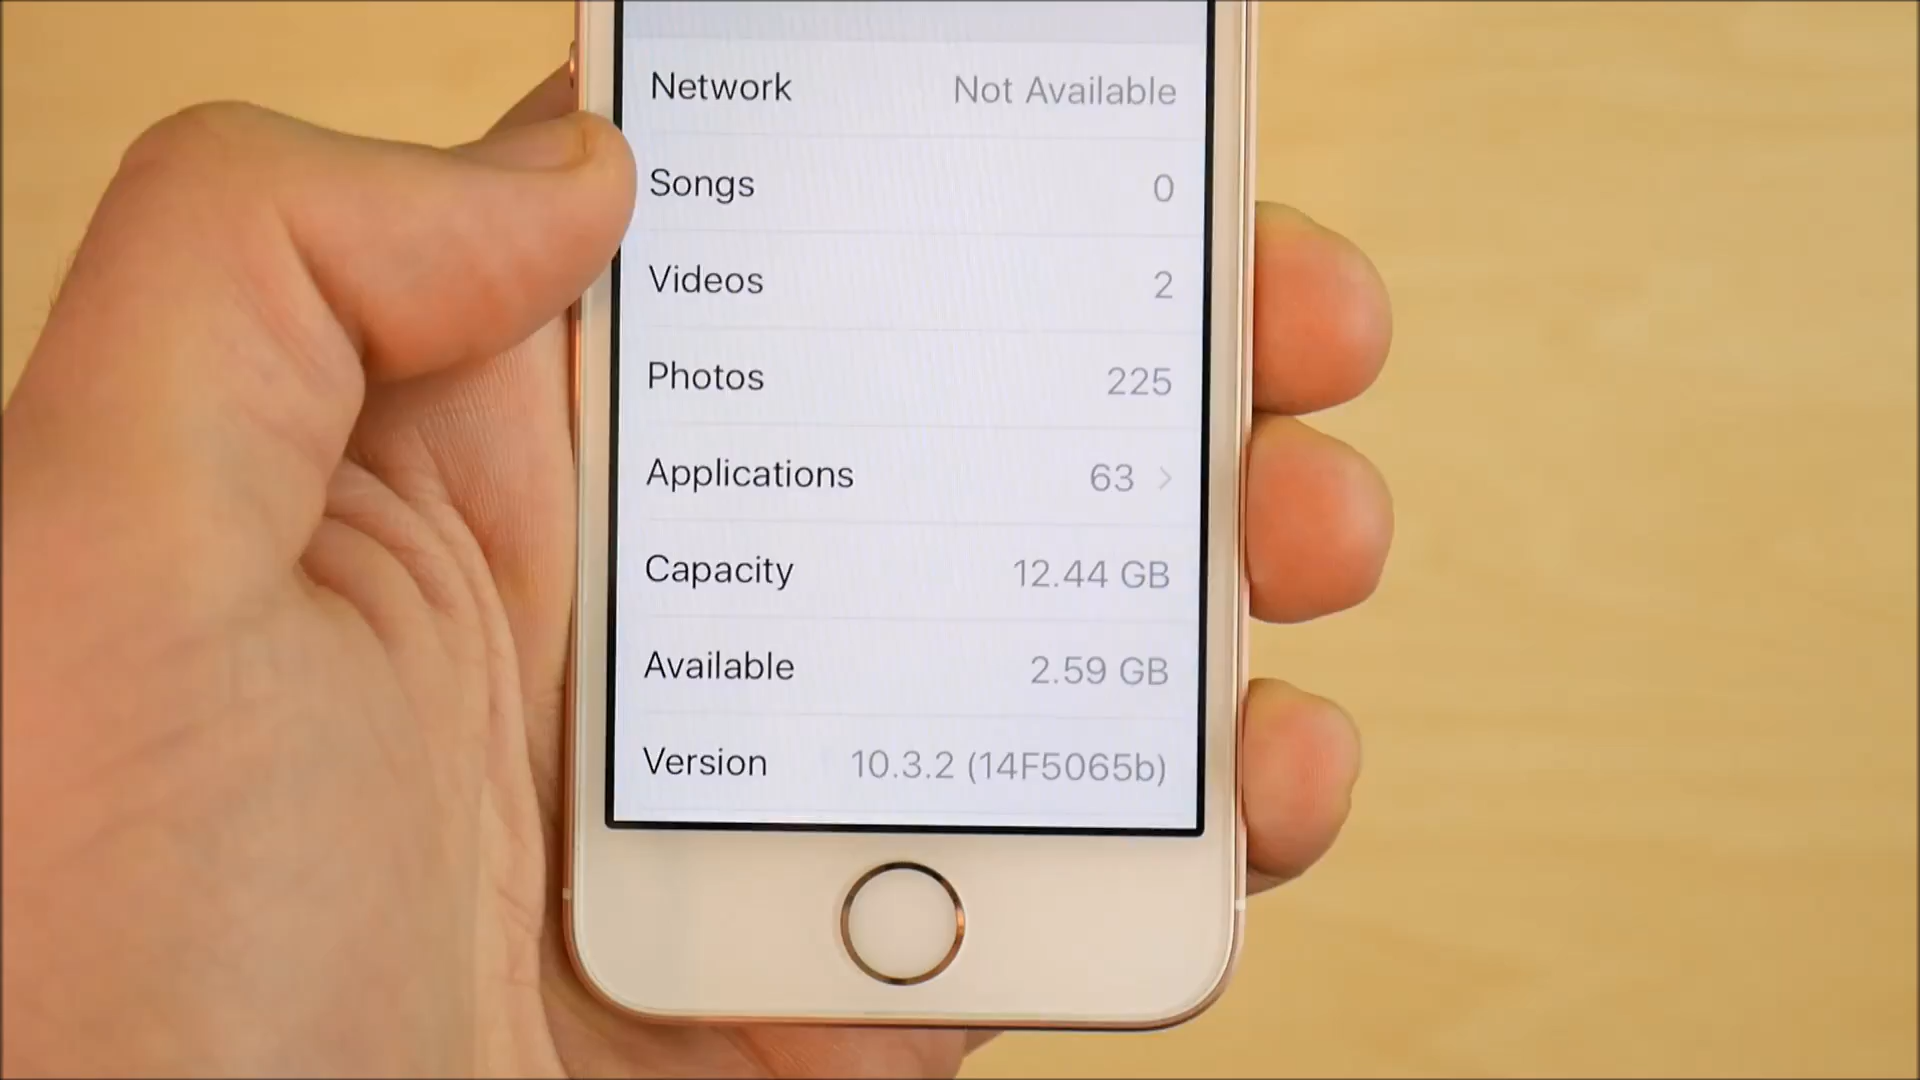 Network Not Available
Songs 0
Videos 2
Photos 225
Applications 63 >
Capacity 12.44 GB
Available 2.59 GB
Version 10.3.2 (14F5065b)